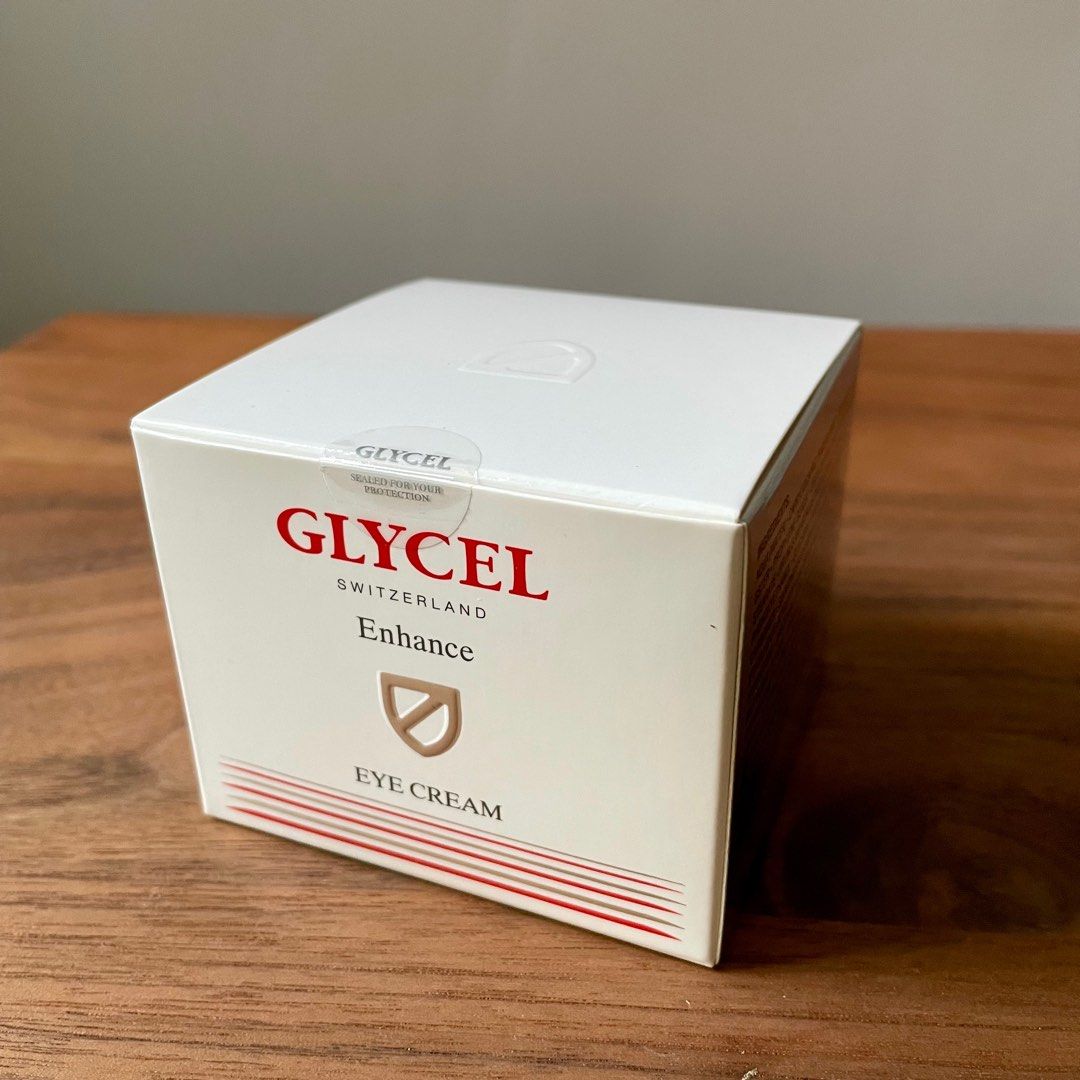 GLYCEL
SEALED FOR YOUR
PROTECTION
GLYCEL
SWITZERLAND
Enhance
EYE CREAM